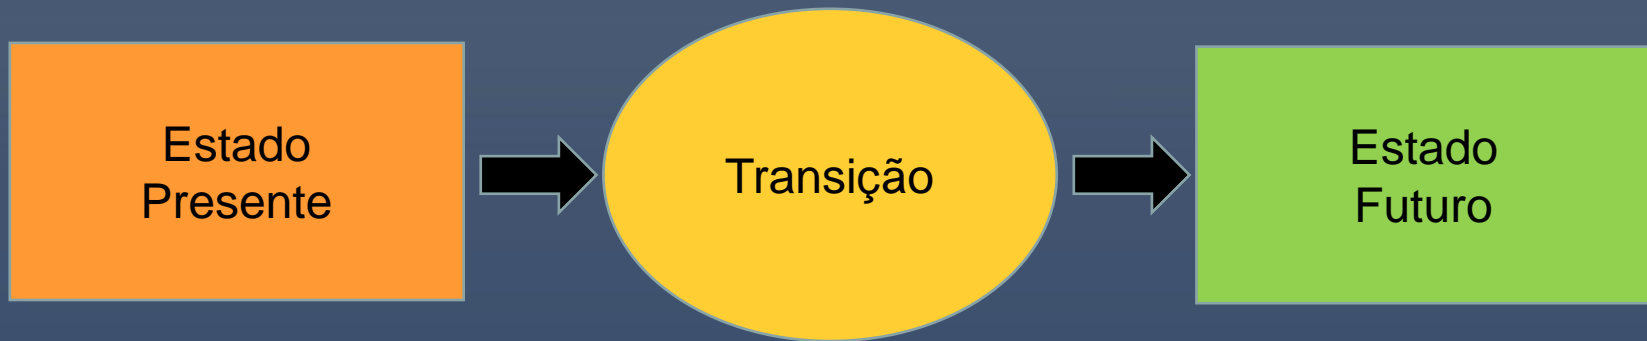 Estado
Presente
Transição
Estado
Futuro